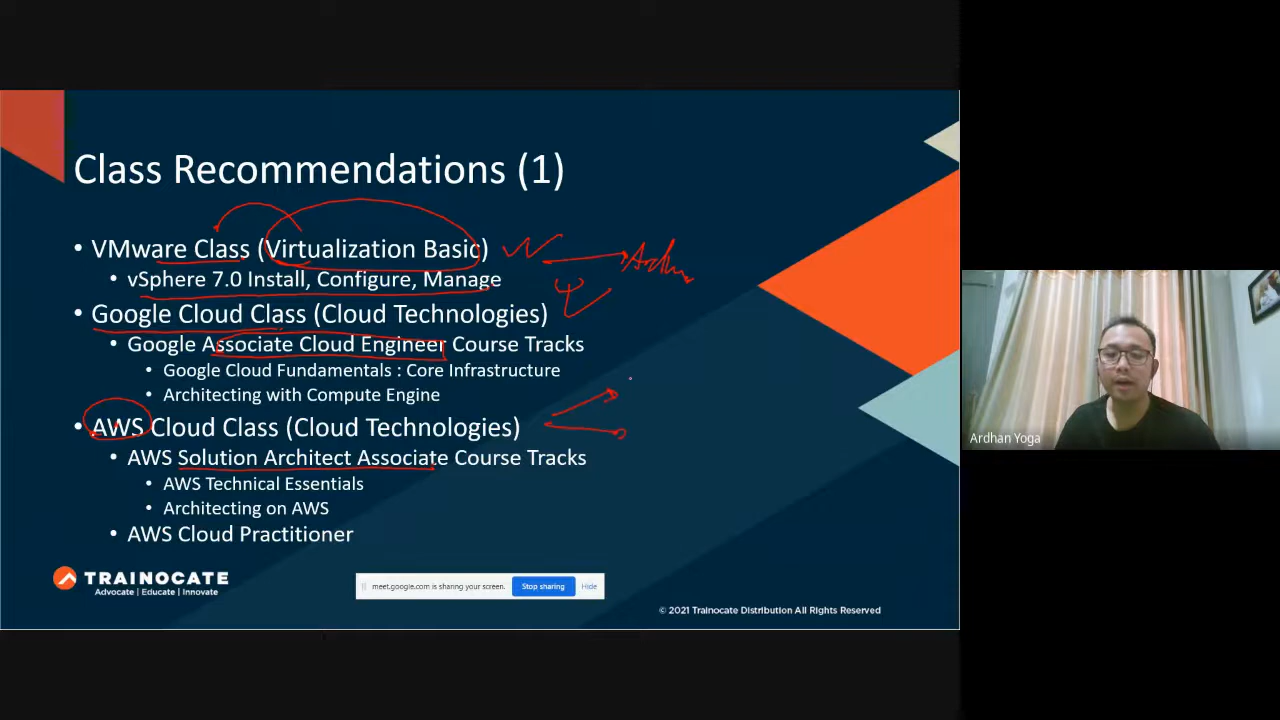 Class Recommendations (1)
• VMware Class (Virtualization Basic)
• vSphere 7.0 Install, Configure, Manage
• Google Cloud Class (Cloud Technologies)
• Google Associate Cloud Engineer Course Tracks
• Google Cloud Fundamentals : Core Infrastructure
• Architecting with Compute Engine
• AWS Cloud Class (Cloud Technologies)
• AWS Solution Architect Associate Course Tracks
• AWS Technical Essentials
• Architecting on AWS
• AWS Cloud Practitioner
TRAINOCATE
Advocate | Educate | Innovate
meet.google.com is sharing your screen. Stop sharing Hide
© 2021 Trainocate Distribution All Rights Reserved
Ardhan Yoga